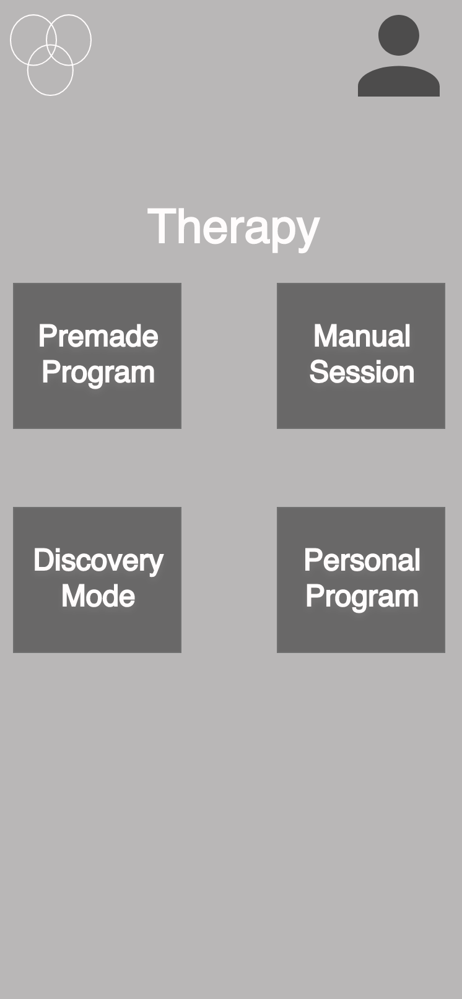 Therapy
Premade
Program
Manual
Session
Discovery
Mode
Personal
Program